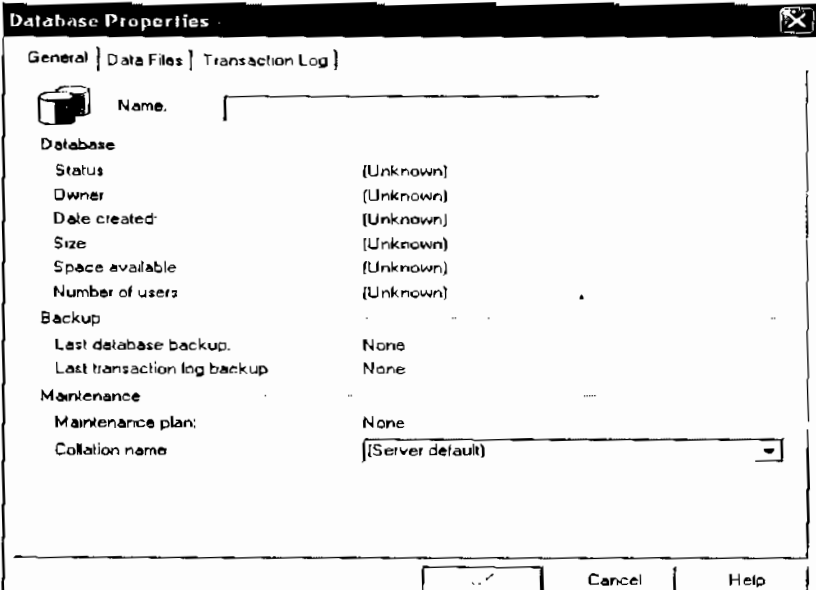 Database Properties
General Data Files Transaction Log
Name.
Database
Status (Unknown)
Owner (Unknown)
Date created: (Unknown)
Size (Unknown)
Space available (Unknown)
Number of users (Unknown)
Backup
Last database backup. None
Last transaction log backup None
Maintenance
Maintenance plan: None
Collation name (Server default)
Cancel Help